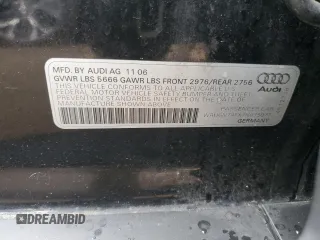 MFD. BY AUDI AG 11 06
GVWR LBS 5666 GAWR LBS FRONT 2976/REAR 2756
THIS VEHICLE CONFORMS TO ALL APPLICABLE U.S.
FEDERAL MOTOR VEHICLE SAFETY BUMPER AND THEFT
PREVENTION STANDARDS IN EFFECT ON THE DATE OF
MANUFACTURE SHOWN ABOVE
Audi
GERMANY
DREAMBID